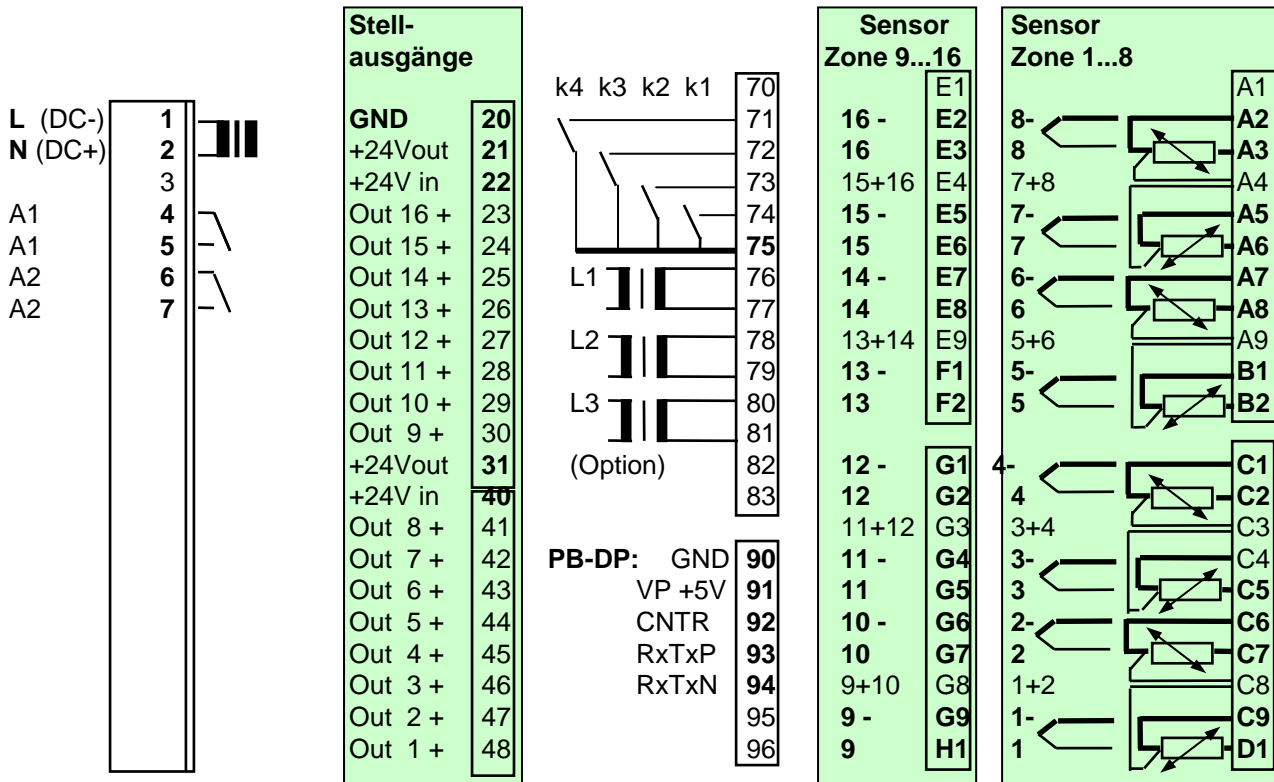 Stell-
ausgänge
Sensor
Zone 9...16
Sensor
Zone 1...8
k4 k3 k2 k1 70 E1 A1
L (DC-) 1 GND 20 71 16 - E2 8- A2
N (DC+) 2 +24Vout 21 72 16 E3 8 A3
3 +24V in 22 73 15+16 E4 7+8 A4
A1 4 Out 16 + 23 74 15 - E5 7- A5
A1 5 Out 15 + 24 75 15 E6 7 A6
A2 6 Out 14 + 25 L1 76 14 - E7 6- A7
A2 7 Out 13 + 26 77 14 E8 6 A8
Out 12 + 27 L2 78 13+14 E9 5+6 A9
Out 11 + 28 79 13 - F1 5- B1
Out 10 + 29 L3 80 13 F2 5 B2
Out 9 + 30 81
+24Vout 31 (Option) 82 12 - G1 4- C1
+24V in 40 83 12 G2 4 C2
Out 8 + 41 11+12 G3 3+4 C3
Out 7 + 42 PB-DP: GND 90 11 - G4 3- C4
Out 6 + 43 VP +5V 91 11 G5 3 C5
Out 5 + 44 CNTR 92 10 - G6 2- C6
Out 4 + 45 RxTxP 93 10 G7 2 C7
Out 3 + 46 RxTxN 94 9+10 G8 1+2 C8
Out 2 + 47 95 9 - G9 1- C9
Out 1 + 48 96 9 H1 1 D1